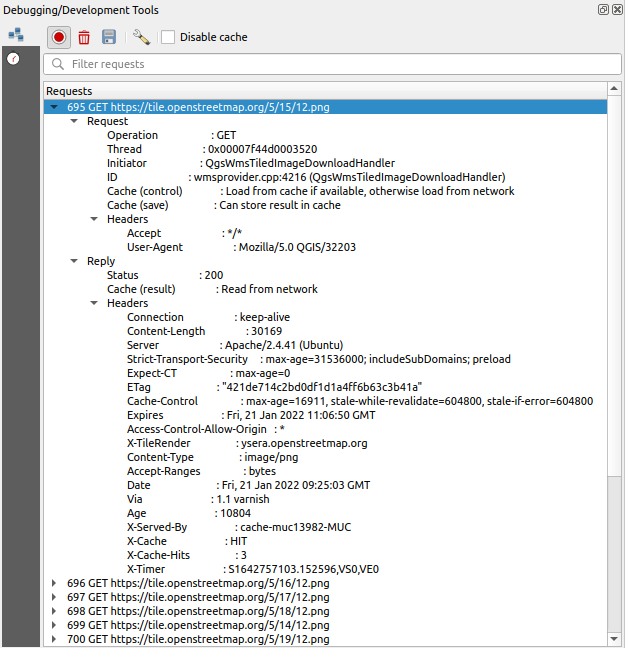 Debugging/Development Tools
Disable cache
Filter requests
Requests
695 GET https://tile.openstreetmap.org/5/15/12.png
Request
Operation : GET
Thread : 0x00007f44d0003520
Initiator : QgsWmsTiledImageDownloadHandler
ID : wmsprovider.cpp:4216 (QgsWmsTiledImageDownloadHandler)
Cache (control) : Load from cache if available, otherwise load from network
Cache (save) : Can store result in cache
Headers
Accept : */*
User-Agent : Mozilla/5.0 QGIS/32203
Reply
Status : 200
Cache (result) : Read from network
Headers
Connection : keep-alive
Content-Length : 30169
Server : Apache/2.4.41 (Ubuntu)
Strict-Transport-Security : max-age=31536000; includeSubDomains; preload
Expect-CT : max-age=0
ETag : "421de714c2bd0df1d1a4ff6b63c3b41a"
Cache-Control : max-age=16911, stale-while-revalidate=604800, stale-if-error=604800
Expires : Fri, 21 Jan 2022 11:06:50 GMT
Access-Control-Allow-Origin : *
X-TileRender : ysera.openstreetmap.org
Content-Type : image/png
Accept-Ranges : bytes
Date : Fri, 21 Jan 2022 09:25:03 GMT
Via : 1.1 varnish
Age : 10804
X-Served-By : cache-muc13982-MUC
X-Cache : HIT
X-Cache-Hits : 3
X-Timer : S1642757103.152596,VS0,VE0
696 GET https://tile.openstreetmap.org/5/16/12.png
697 GET https://tile.openstreetmap.org/5/17/12.png
698 GET https://tile.openstreetmap.org/5/18/12.png
699 GET https://tile.openstreetmap.org/5/14/12.png
700 GET https://tile.openstreetmap.org/5/19/12.png